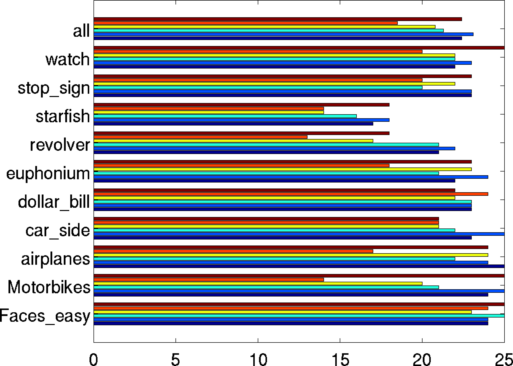 all
watch
stop_sign
starfish
revolver
euphonium
dollar_bill
car_side
airplanes
Motorbikes
Faces_easy
0 5 10 15 20 25